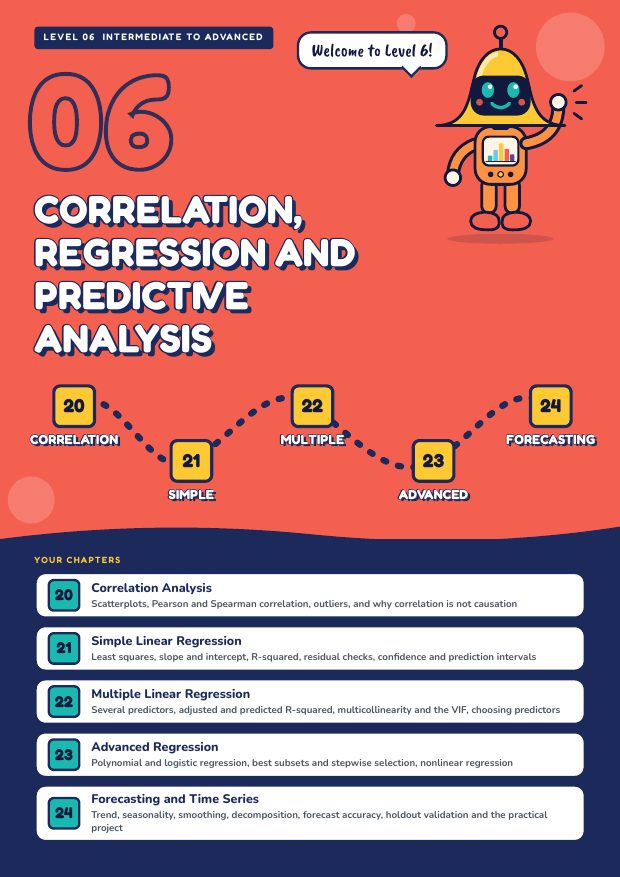 LEVEL 06 INTERMEDIATE TO ADVANCED
Welcome to Level 6!
06
CORRELATION,
REGRESSION AND
PREDICTIVE
ANALYSIS
20
CORRELATION
21
SIMPLE
22
MULTIPLE
23
ADVANCED
24
FORECASTING
YOUR CHAPTERS
20
Correlation Analysis
Scatterplots, Pearson and Spearman correlation, outliers, and why correlation is not causation
21
Simple Linear Regression
Least squares, slope and intercept, R-squared, residual checks, confidence and prediction intervals
22
Multiple Linear Regression
Several predictors, adjusted and predicted R-squared, multicollinearity and the VIF, choosing predictors
23
Advanced Regression
Polynomial and logistic regression, best subsets and stepwise selection, nonlinear regression
24
Forecasting and Time Series
Trend, seasonality, smoothing, decomposition, forecast accuracy, holdout validation and the practical
project